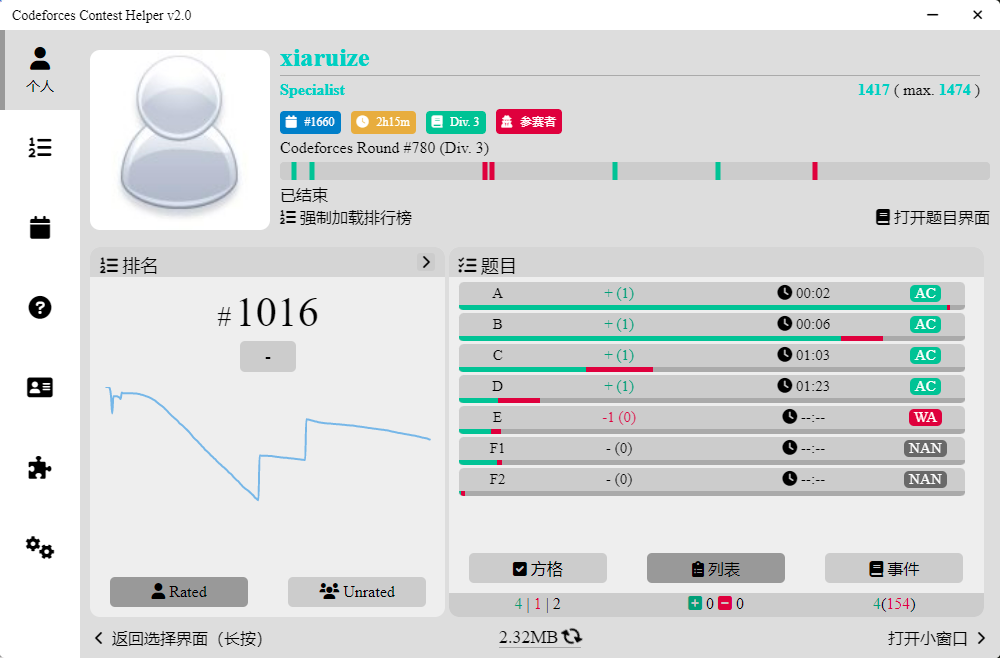 Codeforces Contest Helper v2.0
个人
xiaruize
Specialist
1417 ( max. 1474 )
#1660 2h15m Div. 3 参赛者
Codeforces Round #780 (Div. 3)
已结束
强制加载排行榜
打开题目界面
排名
#1016
-
Rated
Unrated
题目
A + (1) 00:02 AC
B + (1) 00:06 AC
C + (1) 01:03 AC
D + (1) 01:23 AC
E -1 (0) --:-- WA
F1 - (0) --:-- NAN
F2 - (0) --:-- NAN
方格 列表 事件
4 | 1 | 2 0 0 4(154)
返回选择界面（长按）
2.32MB
打开小窗口